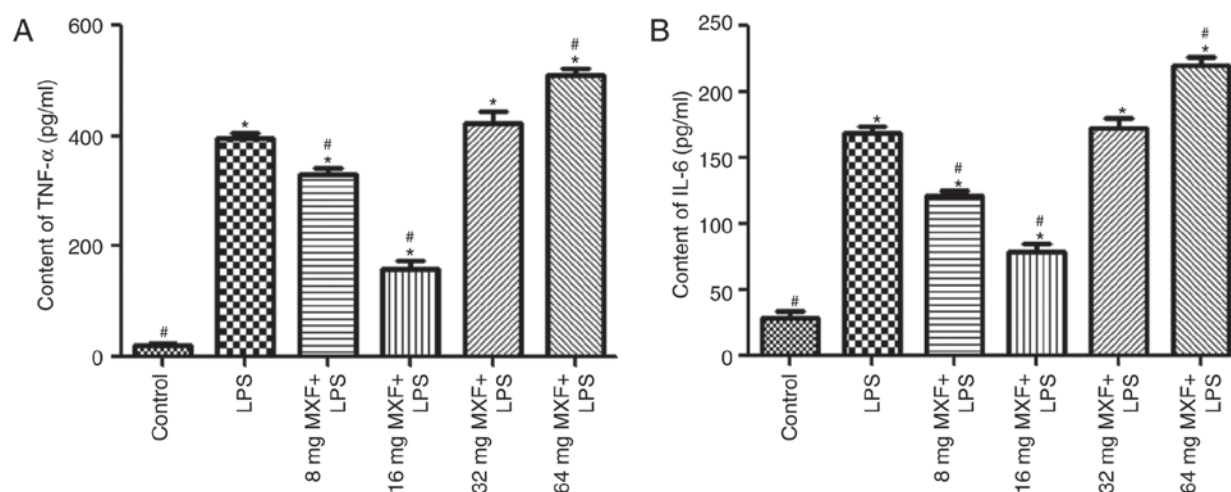 A
Content of TNF-α (pg/ml)
600
400
200
0
#
*
#
*
#
*
*
#
*
Control
LPS
8 mg MXF+
LPS
16 mg MXF+
LPS
32 mg MXF+
LPS
64 mg MXF+
LPS
B
Content of IL-6 (pg/ml)
250
200
150
100
50
0
#
*
#
*
#
*
*
#
*
Control
LPS
8 mg MXF+
LPS
16 mg MXF+
LPS
32 mg MXF+
LPS
64 mg MXF+
LPS